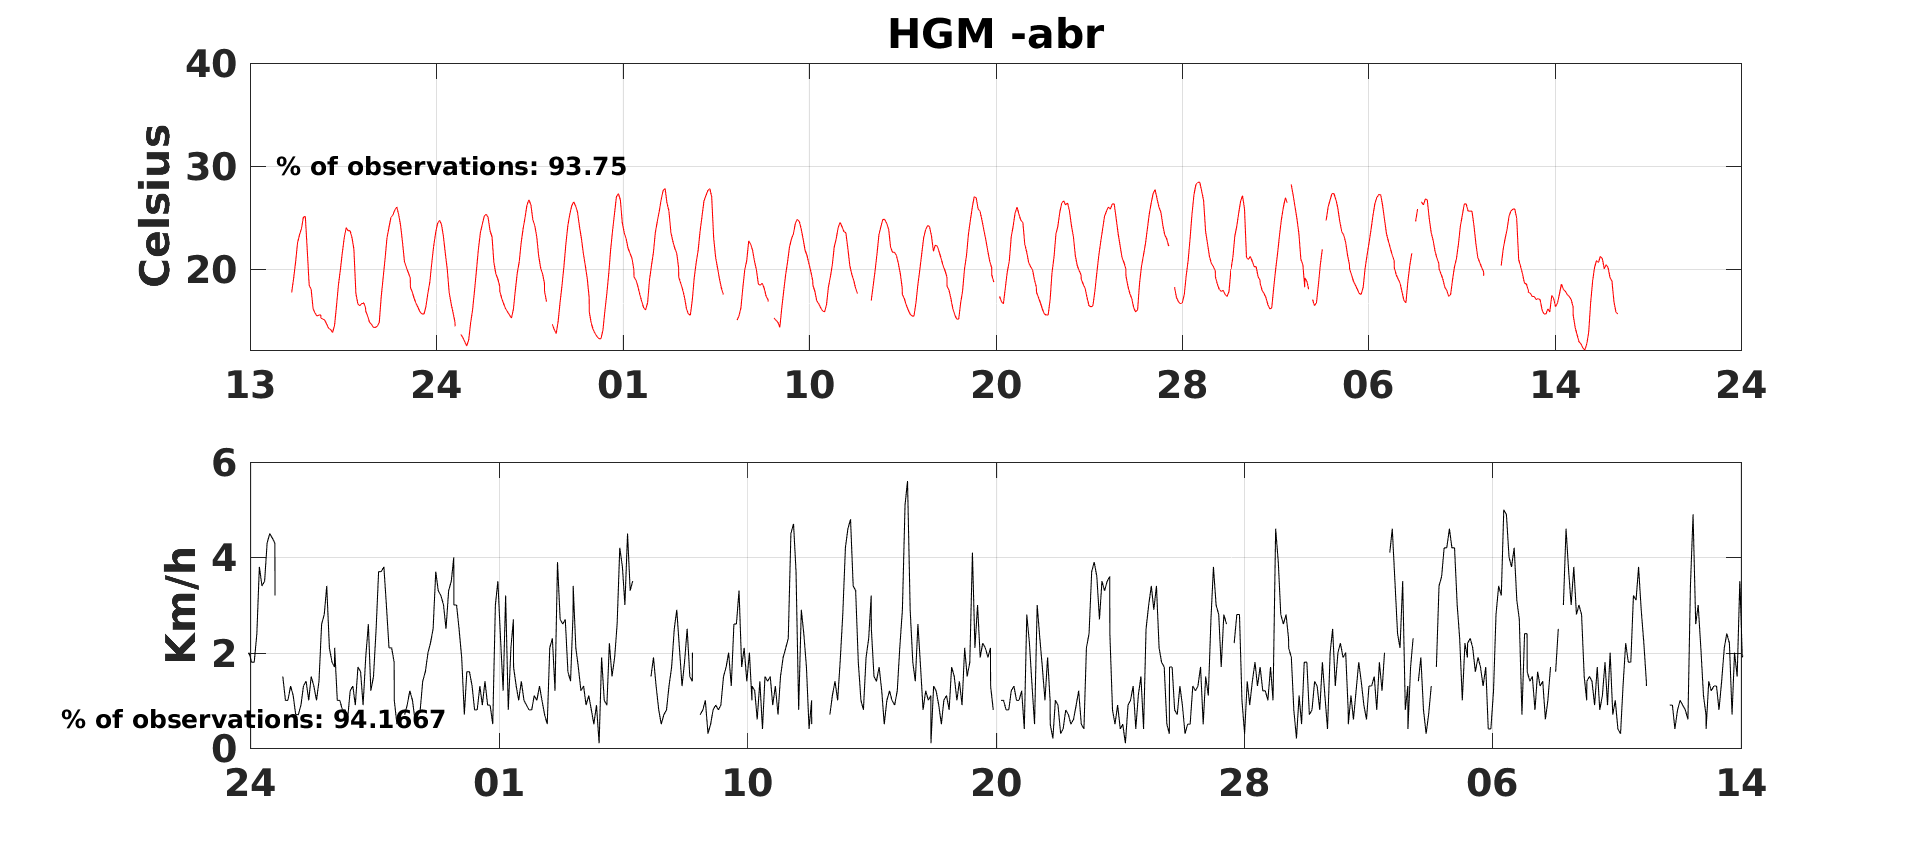 HGM -abr
40
30
20
Celsius
% of observations: 93.75
13 24 01 10 20 28 06 14 24
6
4
2
0
Km/h
% of observations: 94.1667
24 01 10 20 28 06 14